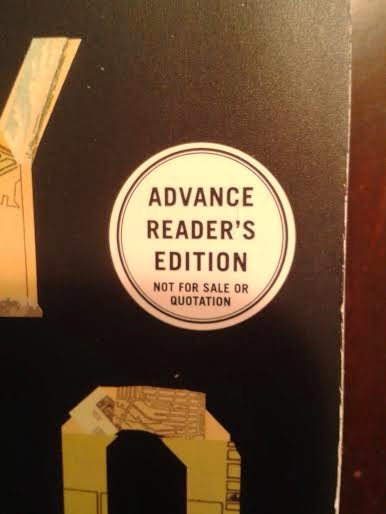 Y
ADVANCE
READER'S
EDITION
NOT FOR SALE OR
QUOTATION